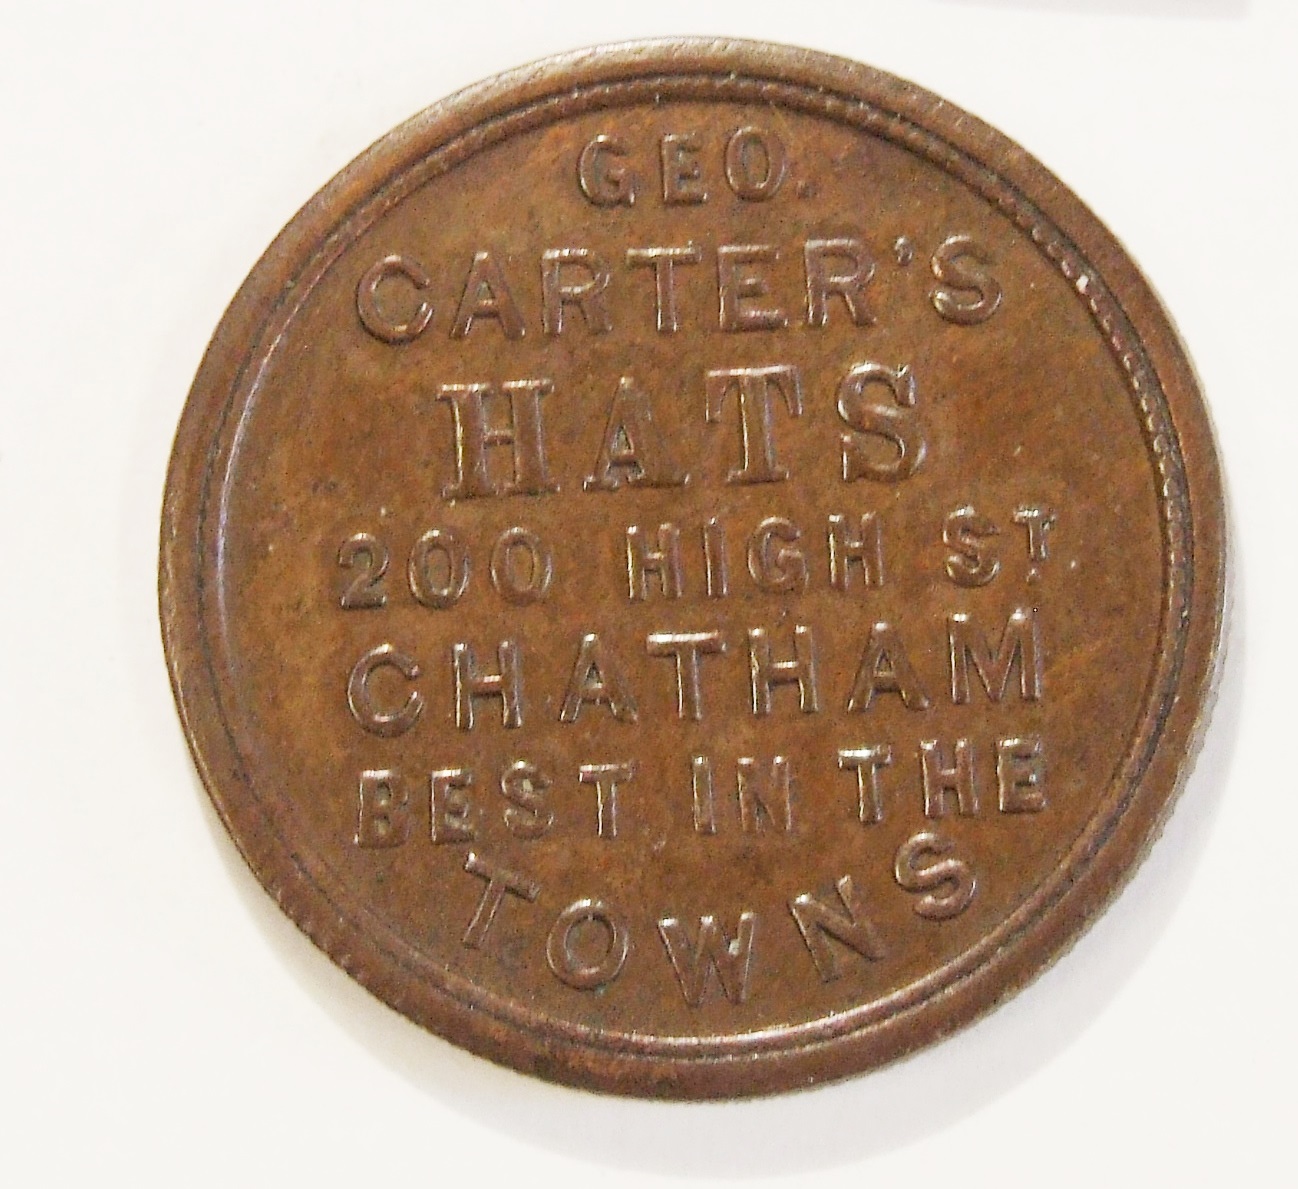 GEO.
CARTER'S
HATS
200 HIGH ST.
CHATHAM
BEST IN THE
TOWNS